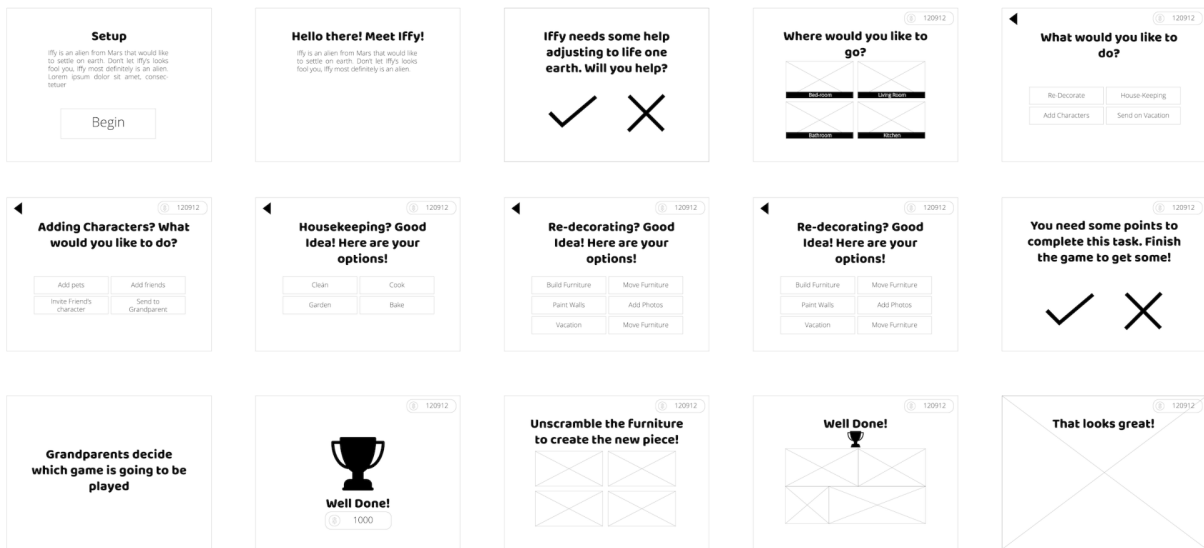 Setup
Iffy is an alien from Mars that would like
to settle on earth. Don't let iffy's looks
fool you, Iffy most definitely is an alien.
Lorem ipsum dolor sit amet, consec-
tetuer
Begin
Hello there! Meet Iffy!
Iffy is an alien from Mars that would like
to settle on earth. Don't let iffy's looks
fool you, Iffy most definitely is an alien.
Iffy needs some help
adjusting to life one
earth. Will you help?
120912
Where would you like to
go?
Bed-room
Living Room
Bathroom
Kitchen
120912
What would you like to
do?
Re-Decorate
House-Keeping
Add Characters
Send on Vacation
120912
Adding Characters? What
would you like to do?
Add pets
Add friends
Invite Friend's
character
Send to
Grandparent
120912
Housekeeping? Good
Idea! Here are your
options!
Clean
Cook
Garden
Bake
120912
Re-decorating? Good
Idea! Here are your
options!
Build Furniture
Move Furniture
Paint Walls
Add Photos
Vacation
Move Furniture
120912
Re-decorating? Good
Idea! Here are your
options!
Build Furniture
Move Furniture
Paint Walls
Add Photos
Vacation
Move Furniture
120912
You need some points to
complete this task. Finish
the game to get some!
Grandparents decide
which game is going to be
played
120912
Well Done!
1000
120912
Unscramble the furniture
to create the new piece!
120912
Well Done!
120912
That looks great!